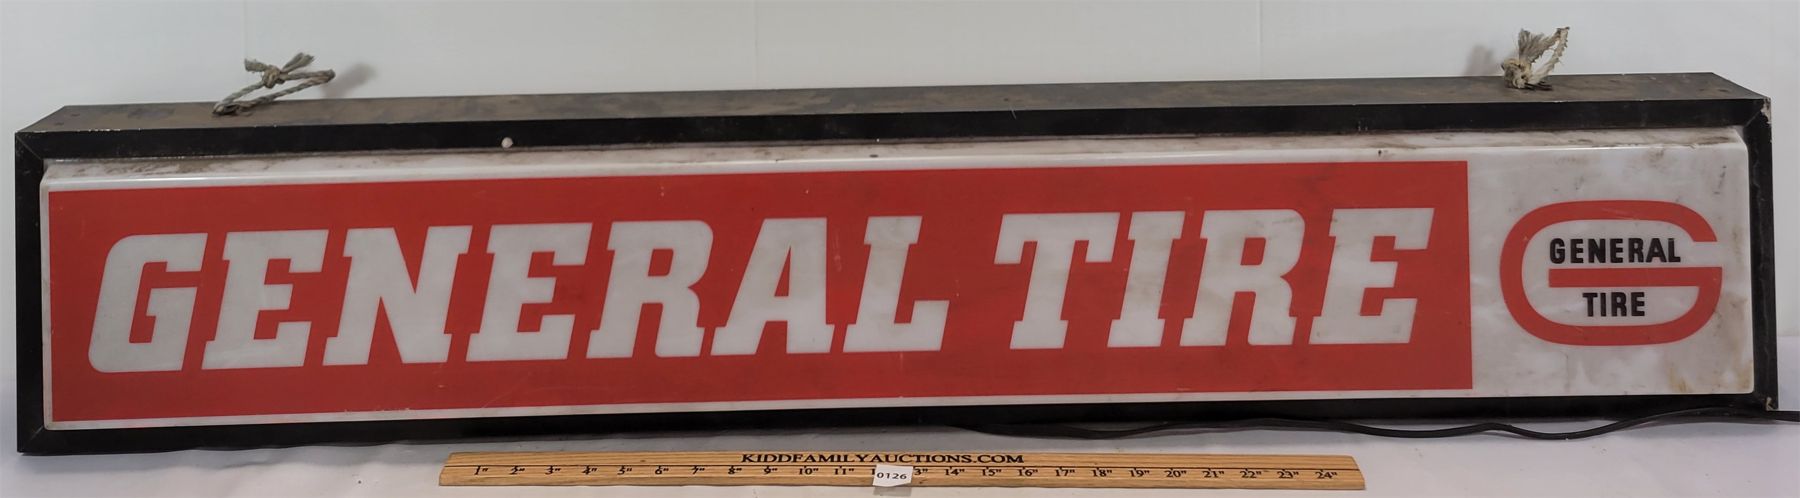 GENERAL TIRE
GENERAL
TIRE
KIDDFAMILYAUCTIONS.COM
1" 2" 3" 4" 5" 6" 7" 8" 9" 10" 11" 1 3" 14" 15" 16" 17" 18" 19" 20" 21" 22" 23" 24"
0126